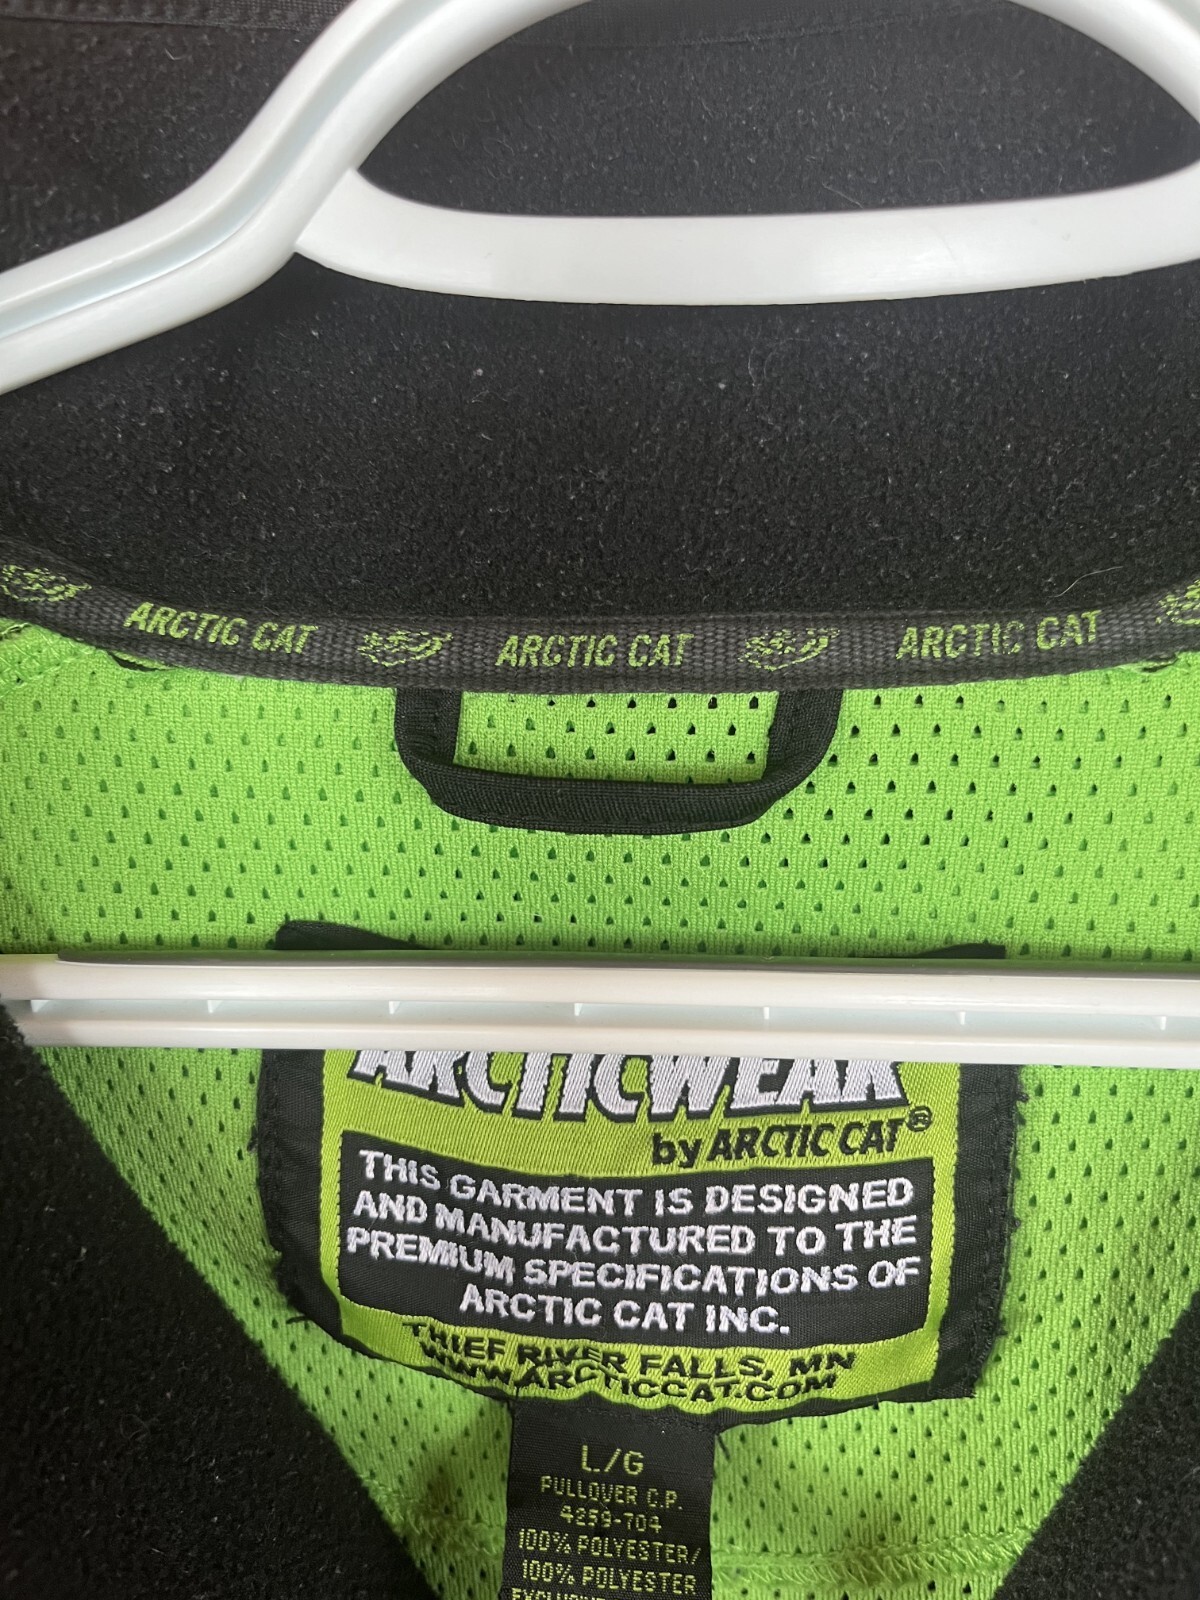 ARCTIC CAT ARCTIC CAT ARCTIC CAT
ARCTICWEAR
by ARCTIC CAT®
THIS GARMENT IS DESIGNED
AND MANUFACTURED TO THE
PREMIUM SPECIFICATIONS OF
ARCTIC CAT INC.
THIEF RIVER FALLS, MN
WWW.ARCTICCAT.COM
L/G
PULLOVER C.P.
4259-704
100% POLYESTER/
100% POLYESTER